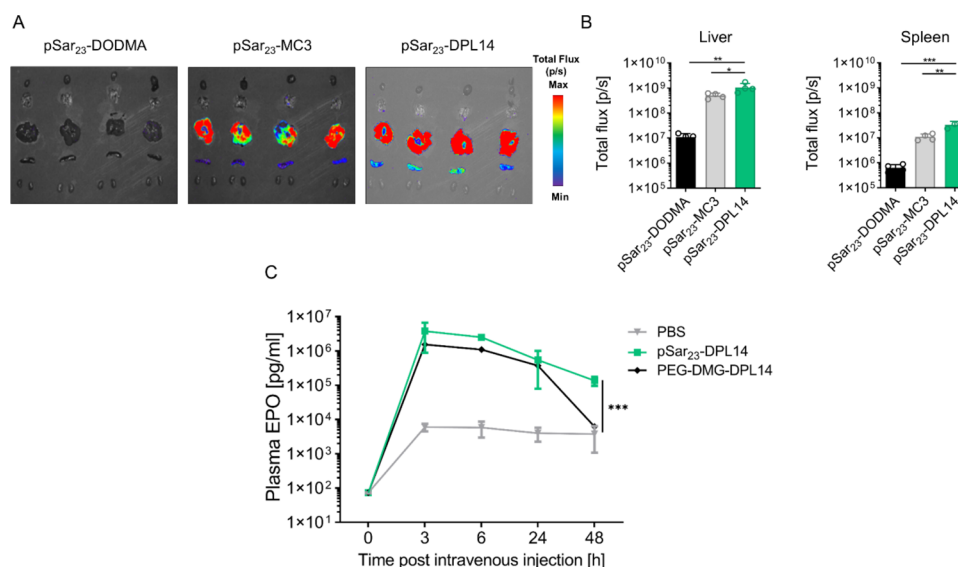 A
pSar23-DODMA
pSar23-MC3
pSar23-DPL14
Total Flux
(p/s)
Max
Min
B
Liver
Total flux [p/s]
1×10^10
1×10^9
1×10^8
1×10^7
1×10^6
1×10^5
**
*
pSar23-DODMA
pSar23-MC3
pSar23-DPL14
Spleen
Total flux [p/s]
1×10^10
1×10^9
1×10^8
1×10^7
1×10^6
1×10^5
***
**
pSar23-DODMA
pSar23-MC3
pSar23-DPL14
C
Plasma EPO [pg/ml]
1×10^7
1×10^6
1×10^5
1×10^4
1×10^3
1×10^2
1×10^1
0
3
6
24
48
Time post intravenous injection [h]
***
PBS
pSar23-DPL14
PEG-DMG-DPL14